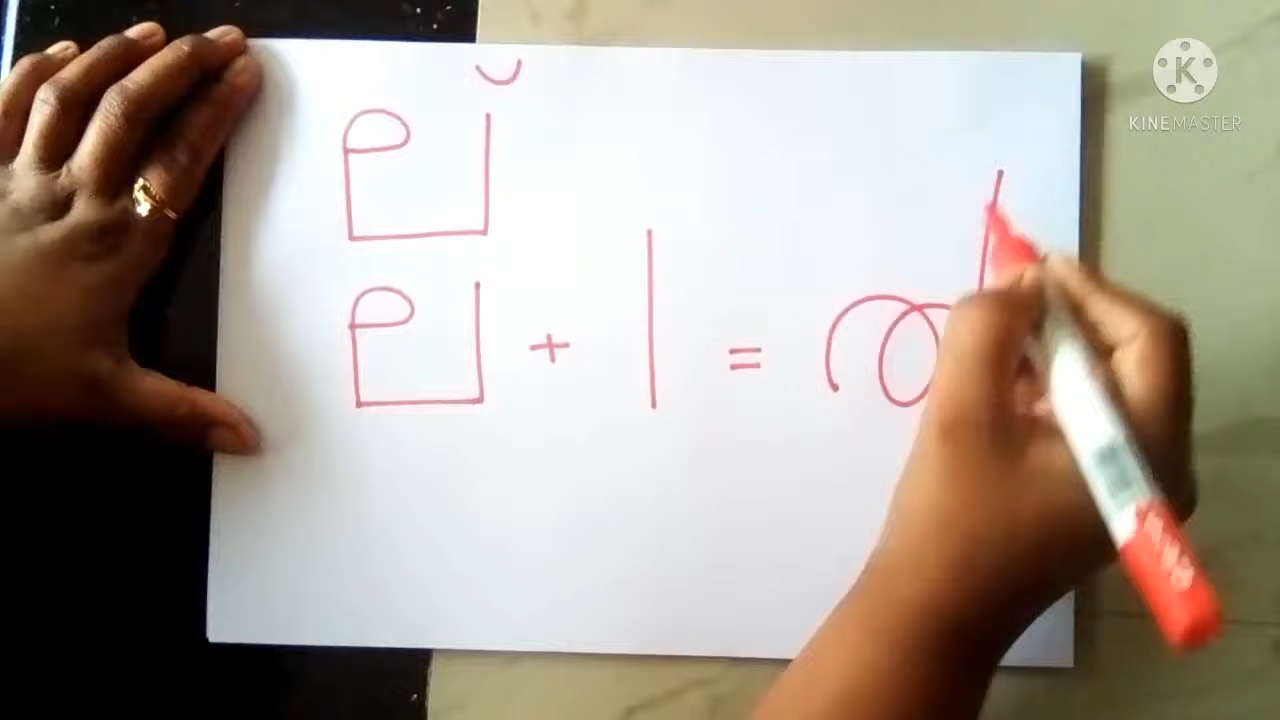 പ്
പ + | =
KINEMASTER